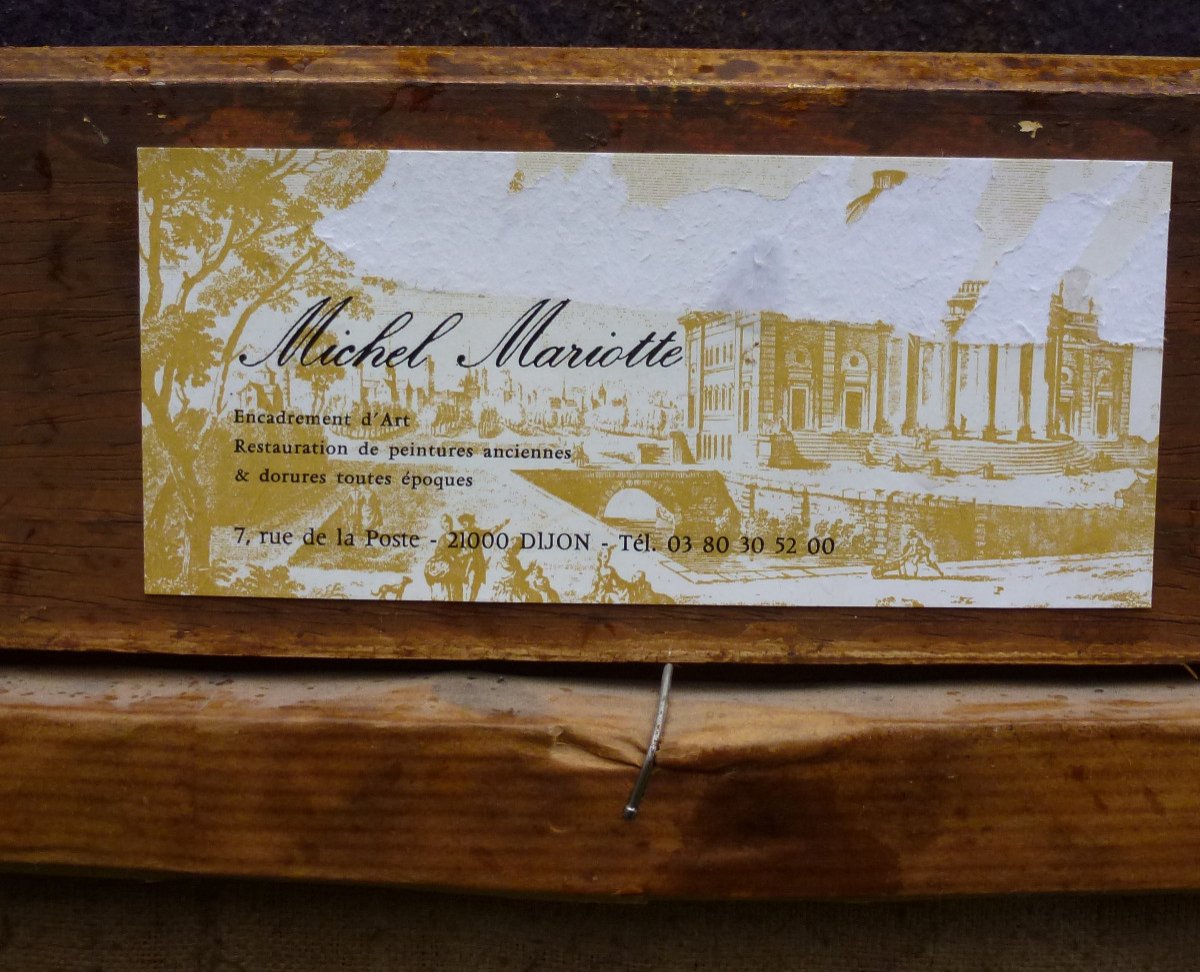 Michel Mariotte
Encadrement d'Art
Restauration de peintures anciennes
& dorures toutes époques
7, rue de la Poste - 21000 DIJON - Tél. 03 80 30 52 00